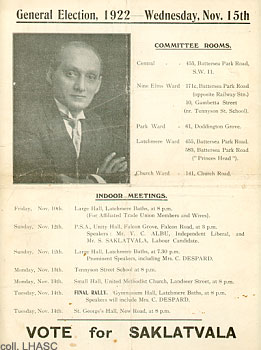 General Election, 1922—Wednesday, Nov. 15th
COMMITTEE ROOMS.
Central - 455, Battersea Park Road,
S.W. 11.
Nine Elms Ward 371c, Battersea Park Road
(opposite Railway Stn.)
10, Gambetta Street
(nr. Tennyson St. School).
Park Ward - 61, Doddington Grove.
Latchmere Ward 455, Battersea Park Road.
589, Battersea Park Road.
("Princes Head").
Church Ward - 141, Church Road.
INDOOR MEETINGS.
Friday, Nov. 10th. Large Hall, Latchmere Baths, at 8 p.m.
(For Affiliated Trade Union Members and Wives).
Sunday, Nov. 12th. P.S.A., Unity Hall, Falcon Grove, Falcon Road, at 3 p.m.
Speakers: Mr. V. C. ALBU, Independent Liberal, and
Mr. S. SAKLATVALA, Labour Candidate.
Sunday, Nov. 12th. Large Hall, Latchmere Baths, at 7.30 p.m.
Prominent Speakers, including Mrs. C. DESPARD.
Monday, Nov. 13th. Tennyson Street School at 8 p.m.
Monday, Nov. 13th. Small Hall, United Methodist Church, Landseer Street, at 8 p.m.
Tuesday, Nov. 14th. FINAL RALLY. Gymnasium Hall, Latchmere Baths, at 8 p.m.
Speakers will include Mrs. C. DESPARD.
Tuesday, Nov. 14th. St. George's Hall, New Road, at 8 p.m.
VOTE for SAKLATVALA
coll. LHASC